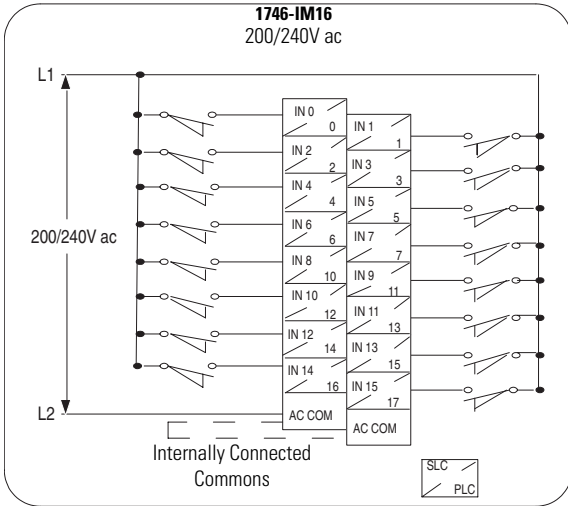 1746-IM16
200/240V ac
L1
IN 0
0
IN 1
1
IN 2
2
IN 3
3
IN 4
4
IN 5
5
IN 6
6
IN 7
7
200/240V ac
IN 8
10
IN 9
11
IN 10
12
IN 11
13
IN 12
14
IN 13
15
IN 14
16
IN 15
17
L2
AC COM
AC COM
Internally Connected
Commons
SLC
PLC